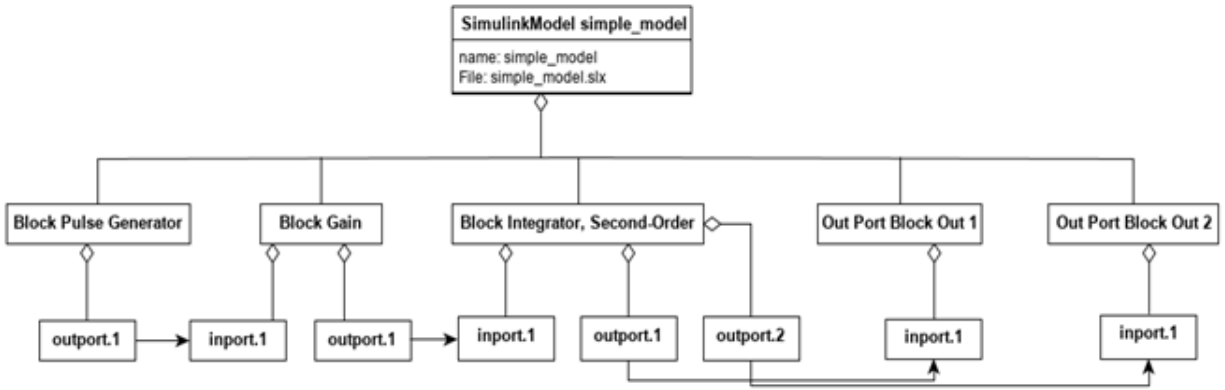 SimulinkModel simple_model
name: simple_model
File: simple_model.slx
Block Pulse Generator
Block Gain
Block Integrator, Second-Order
Out Port Block Out 1
Out Port Block Out 2
outport.1
inport.1
outport.1
inport.1
outport.1
outport.2
inport.1
inport.1